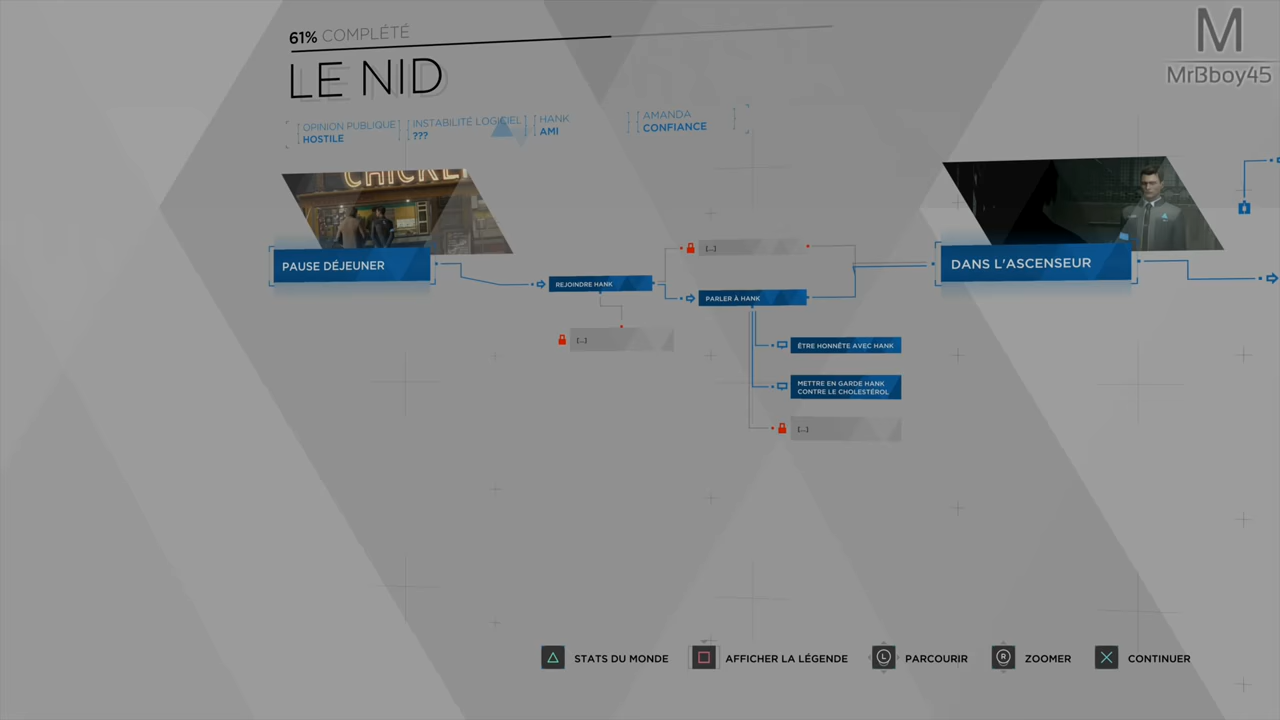 M
MrBboy45
61% COMPLÉTÉ
LE NID
OPINION PUBLIQUE
HOSTILE
INSTABILITÉ LOGICIEL
???
HANK
AMI
AMANDA
CONFIANCE
CHICKEN
PAUSE DÉJEUNER
REJOINDRE HANK
[...]
[...]
PARLER À HANK
ÊTRE HONNÊTE AVEC HANK
METTRE EN GARDE HANK
CONTRE LE CHOLESTÉROL
[...]
DANS L'ASCENSEUR
STATS DU MONDE
AFFICHER LA LÉGENDE
L
PARCOURIR
R
ZOOMER
CONTINUER